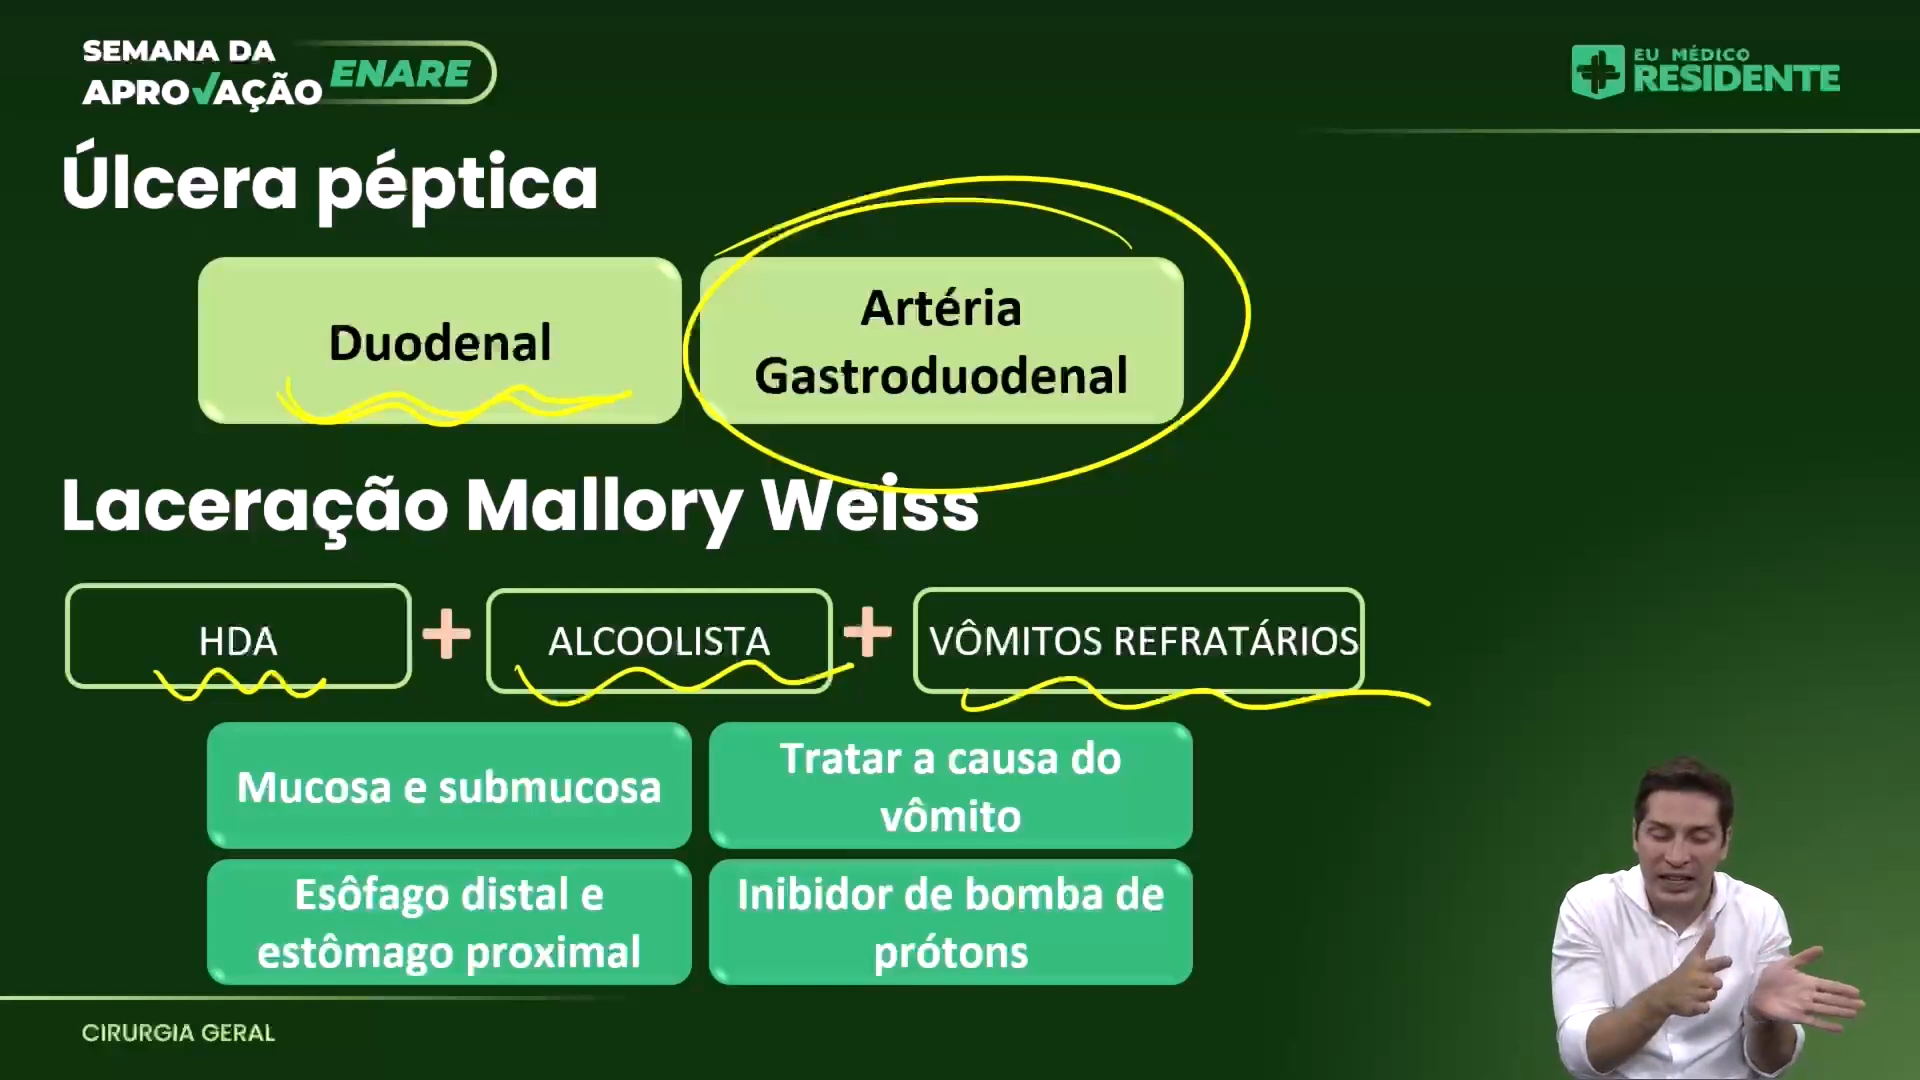 SEMANA DA
APROVAÇÃO ENARE
EU MÉDICO
RESIDENTE
Úlcera péptica
Duodenal
Artéria
Gastroduodenal
Laceração Mallory Weiss
HDA + ALCOOLISTA + VÔMITOS REFRATÁRIOS
Mucosa e submucosa
Tratar a causa do
vômito
Esôfago distal e
estômago proximal
Inibidor de bomba de
prótons
CIRURGIA GERAL